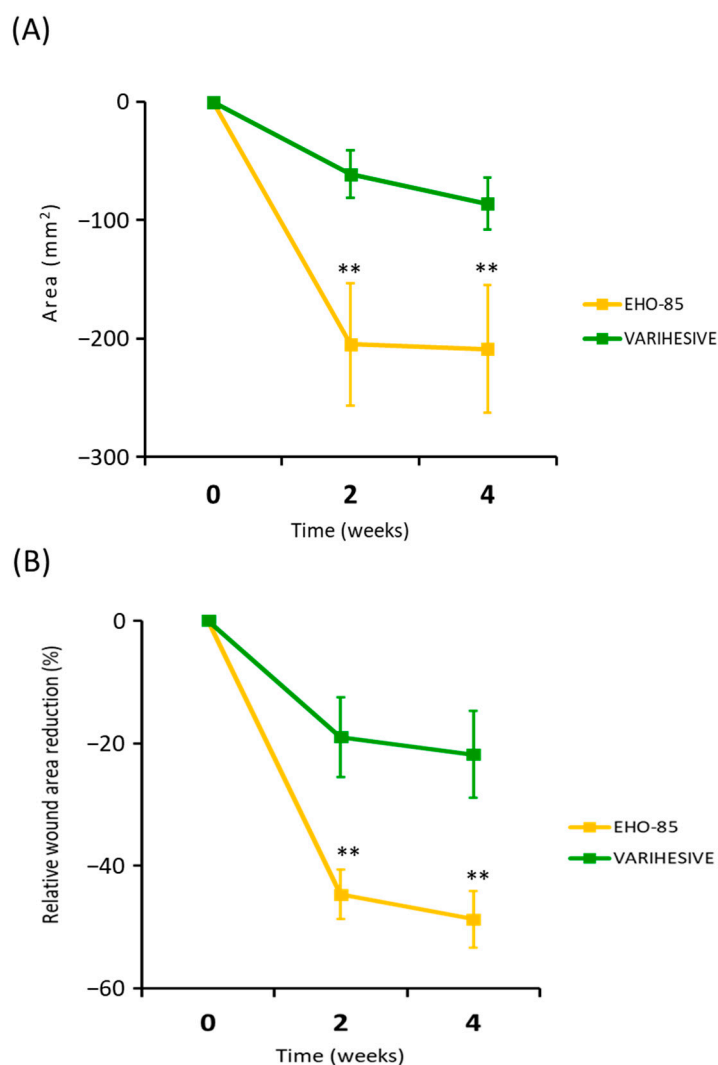 (A)
0
−100
−200
−300
Area (mm²)
**
**
EHO-85
VARIHESIVE
0 2 4
Time (weeks)
(B)
0
−20
−40
−60
Relative wound area reduction (%)
**
**
EHO-85
VARIHESIVE
0 2 4
Time (weeks)